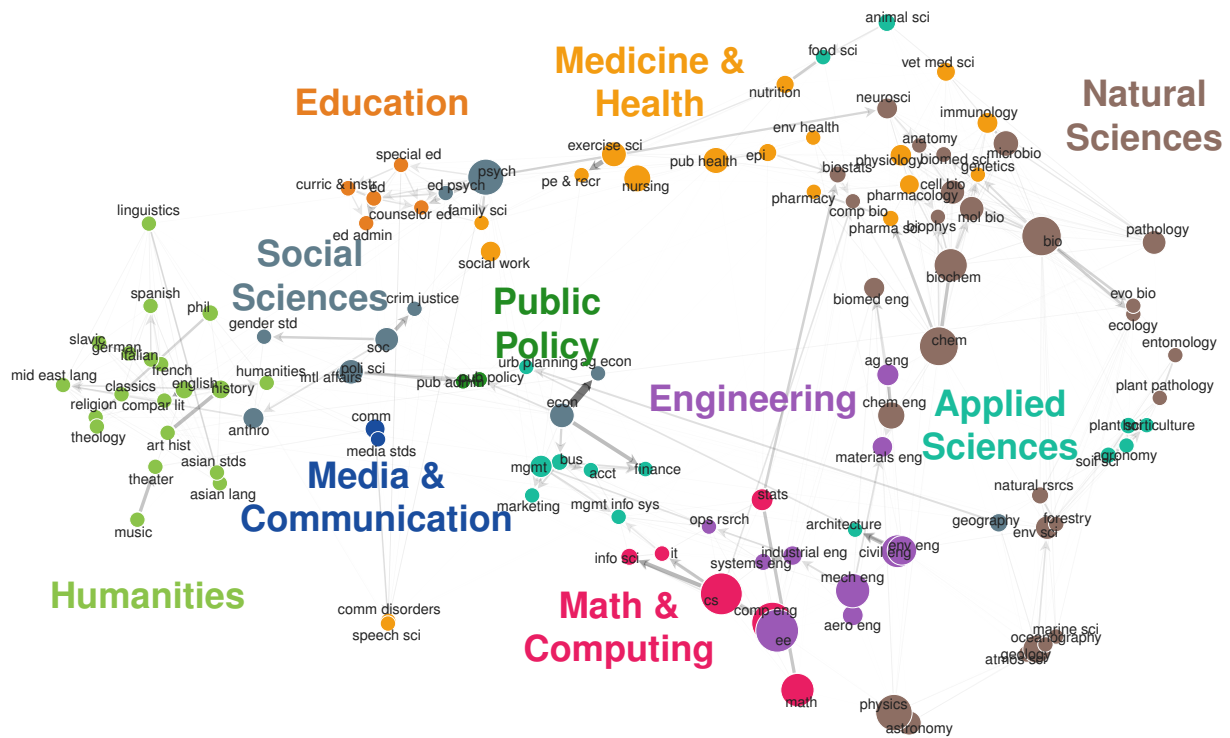 animal sci
food sci
Medicine &
Health
vet med sci
Natural
Sciences
nutrition
neurosci
Education
immunology
env health
anatomy
exercise sci
special ed
pub health
epi
physiology
biomed sci
microbio
genetics
psych
biostats
pe & recr
nursing
curric & instr
ed
ed psych
cell bio
pharmacology
pharmacy
comp bio
mol bio
linguistics
counselor ed
family sci
pharma sci
biophys
ed admin
bio
pathology
Social
Sciences
social work
biochem
spanish
phil
crim justice
Public
Policy
biomed eng
evo bio
ecology
gender std
slavic
german
italian
french
soc
chem
entomology
urb planning
ag econ
ag eng
mid east lang
classics
english
history
humanities
intl affairs
poli sci
pub admin
pub policy
plant pathology
religion
compar lit
econ
Engineering
chem eng
Applied
Sciences
theology
art hist
anthro
comm
media stds
plant sci
horticulture
theater
asian stds
asian lang
Media &
Communication
mgmt
bus
acct
finance
materials eng
soil sci
agronomy
marketing
stats
natural rsrcs
music
mgmt info sys
ops rsrch
architecture
geography
forestry
env sci
info sci
it
systems eng
industrial eng
civil eng
env eng
Humanities
cs
mech eng
comm disorders
speech sci
Math &
Computing
comp eng
ee
aero eng
marine sci
oceanography
geology
atmos sci
math
physics
astronomy